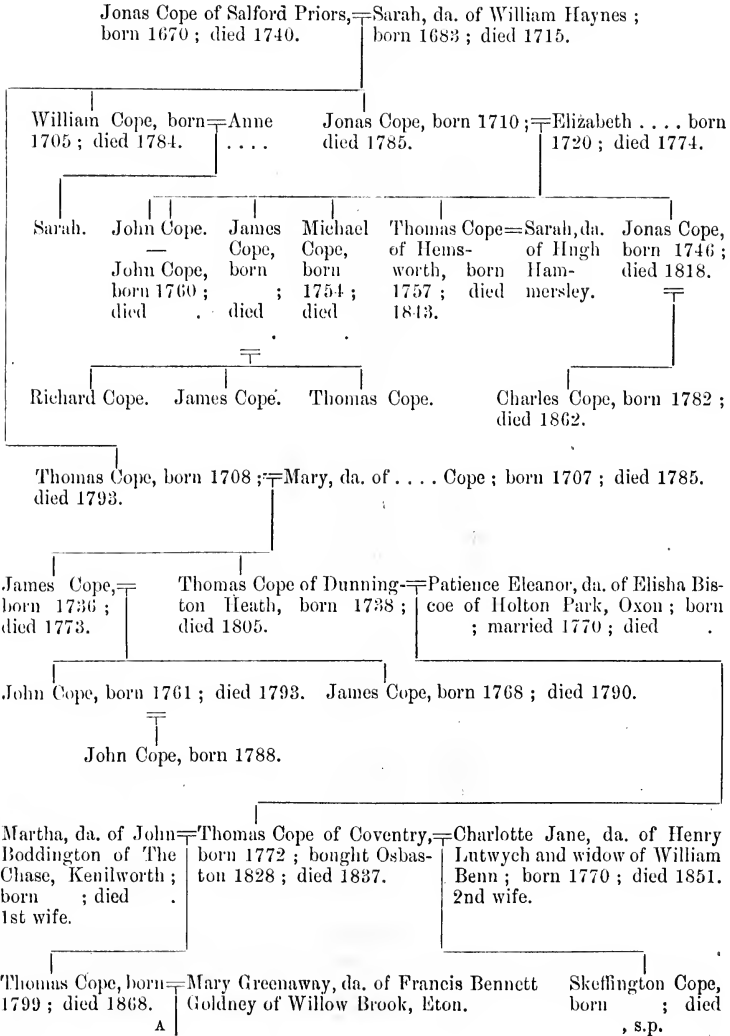 Jonas Cope of Salford Priors, Sarah, da. of William Haynes ;
born 1670 ; died 1740. born 1683 ; died 1715.
William Cope, born Anne
1705 ; died 1784. . . . .
Jonas Cope, born 1710 ; Elizabeth . . . . born
died 1785. 1720 ; died 1774.
Sarah.
John Cope.
—
John Cope,
born 1760 ;
died .
James
Cope,
born
;
died
.
Michael
Cope,
born
1754 ;
died
.
Thomas Cope
of Hems-
worth, born
1757 ; died
1843.
Sarah, da.
of Hugh
Ham-
mersley.
Jonas Cope,
born 1746 ;
died 1818.
Richard Cope. James Cope. Thomas Cope.
Charles Cope, born 1782 ;
died 1862.
Thomas Cope, born 1708 ; Mary, da. of . . . . Cope ; born 1707 ; died 1785.
died 1793.
James Cope,
born 1736 ;
died 1773.
Thomas Cope of Dunning-
ton Heath, born 1738 ;
died 1805.
Patience Eleanor, da. of Elisha Bis-
coe of Holton Park, Oxon ; born
; married 1770 ; died .
John Cope, born 1761 ; died 1793. James Cope, born 1768 ; died 1790.
John Cope, born 1788.
Martha, da. of John
Boddington of The
Chase, Kenilworth ;
born ; died .
1st wife.
Thomas Cope of Coventry,
born 1772 ; bought Osbas-
ton 1828 ; died 1837.
Charlotte Jane, da. of Henry
Lutwych and widow of William
Benn ; born 1770 ; died 1851.
2nd wife.
Thomas Cope, born
1799 ; died 1868.
A
Mary Greenaway, da. of Francis Bennett
Goldney of Willow Brook, Eton.
Skeffington Cope,
born ; died
, s.p.